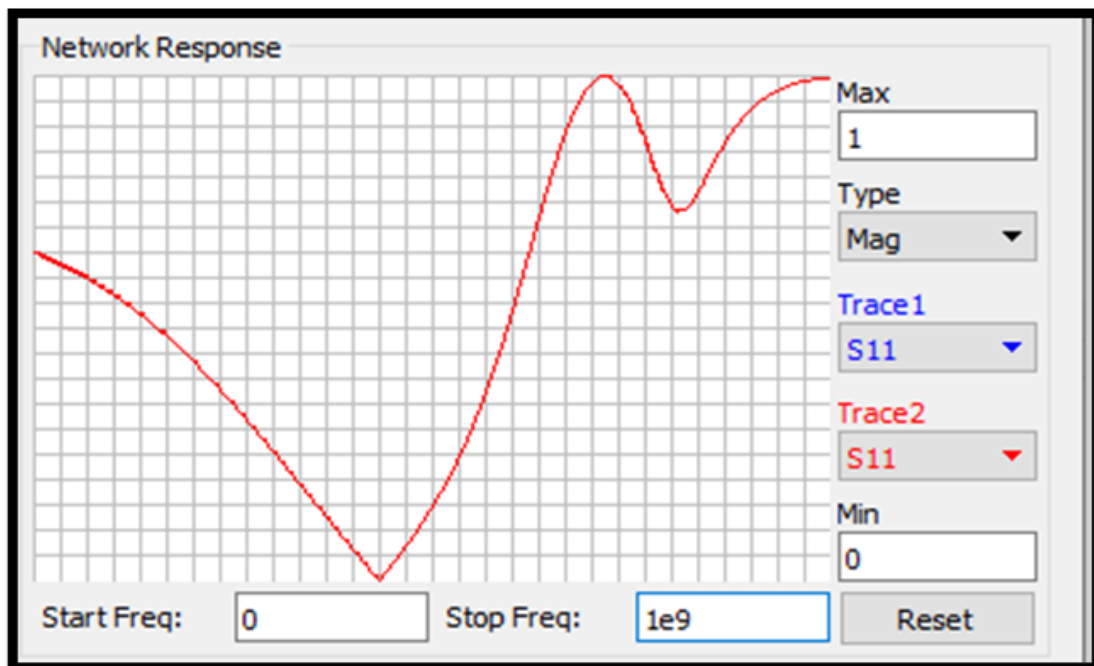 Network Response
Max
1
Type
Mag
Trace1
S11
Trace2
S11
Min
0
Start Freq: 0 Stop Freq: 1e9 Reset